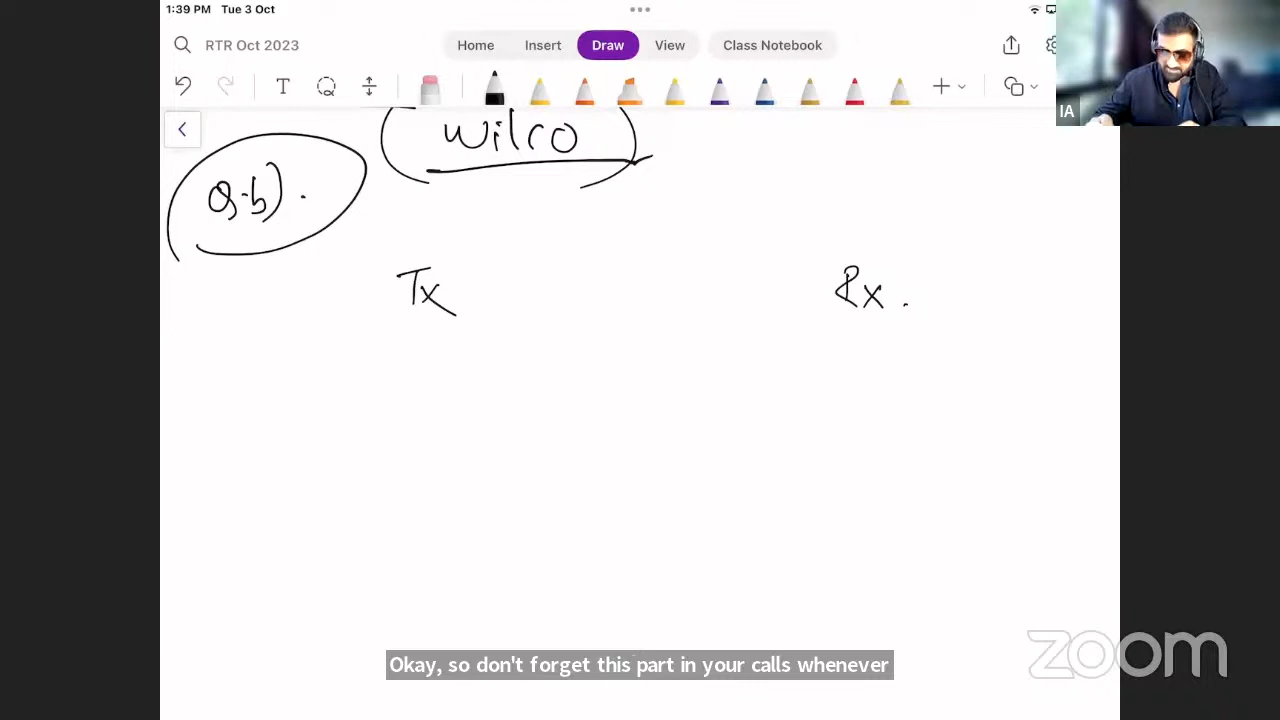 1:39 PM Tue 3 Oct
RTR Oct 2023
Home Insert Draw View Class Notebook
T
IA
wilco
Q.b).
Tx
Rx.
Okay, so don't forget this part in your calls whenever
zoom